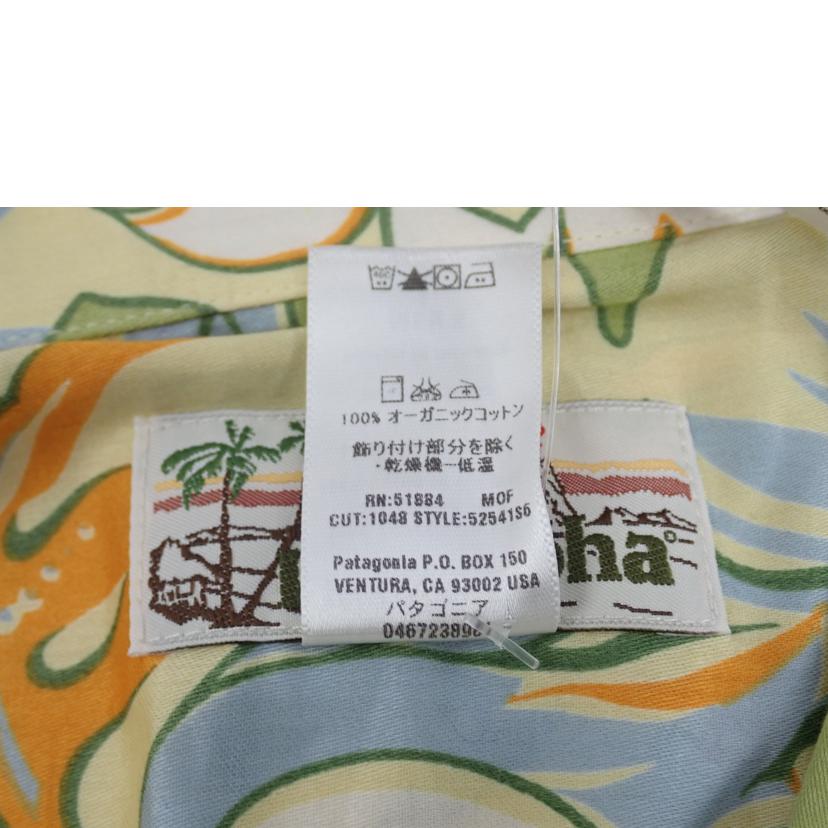 100% オーガニックコットン
飾り付け部分を除く
・乾燥機ー低温
RN:51884 MOF
CUT:1048 STYLE:52541S6
Patagonia P.O. BOX 150
VENTURA, CA 93002 USA
パタゴニア